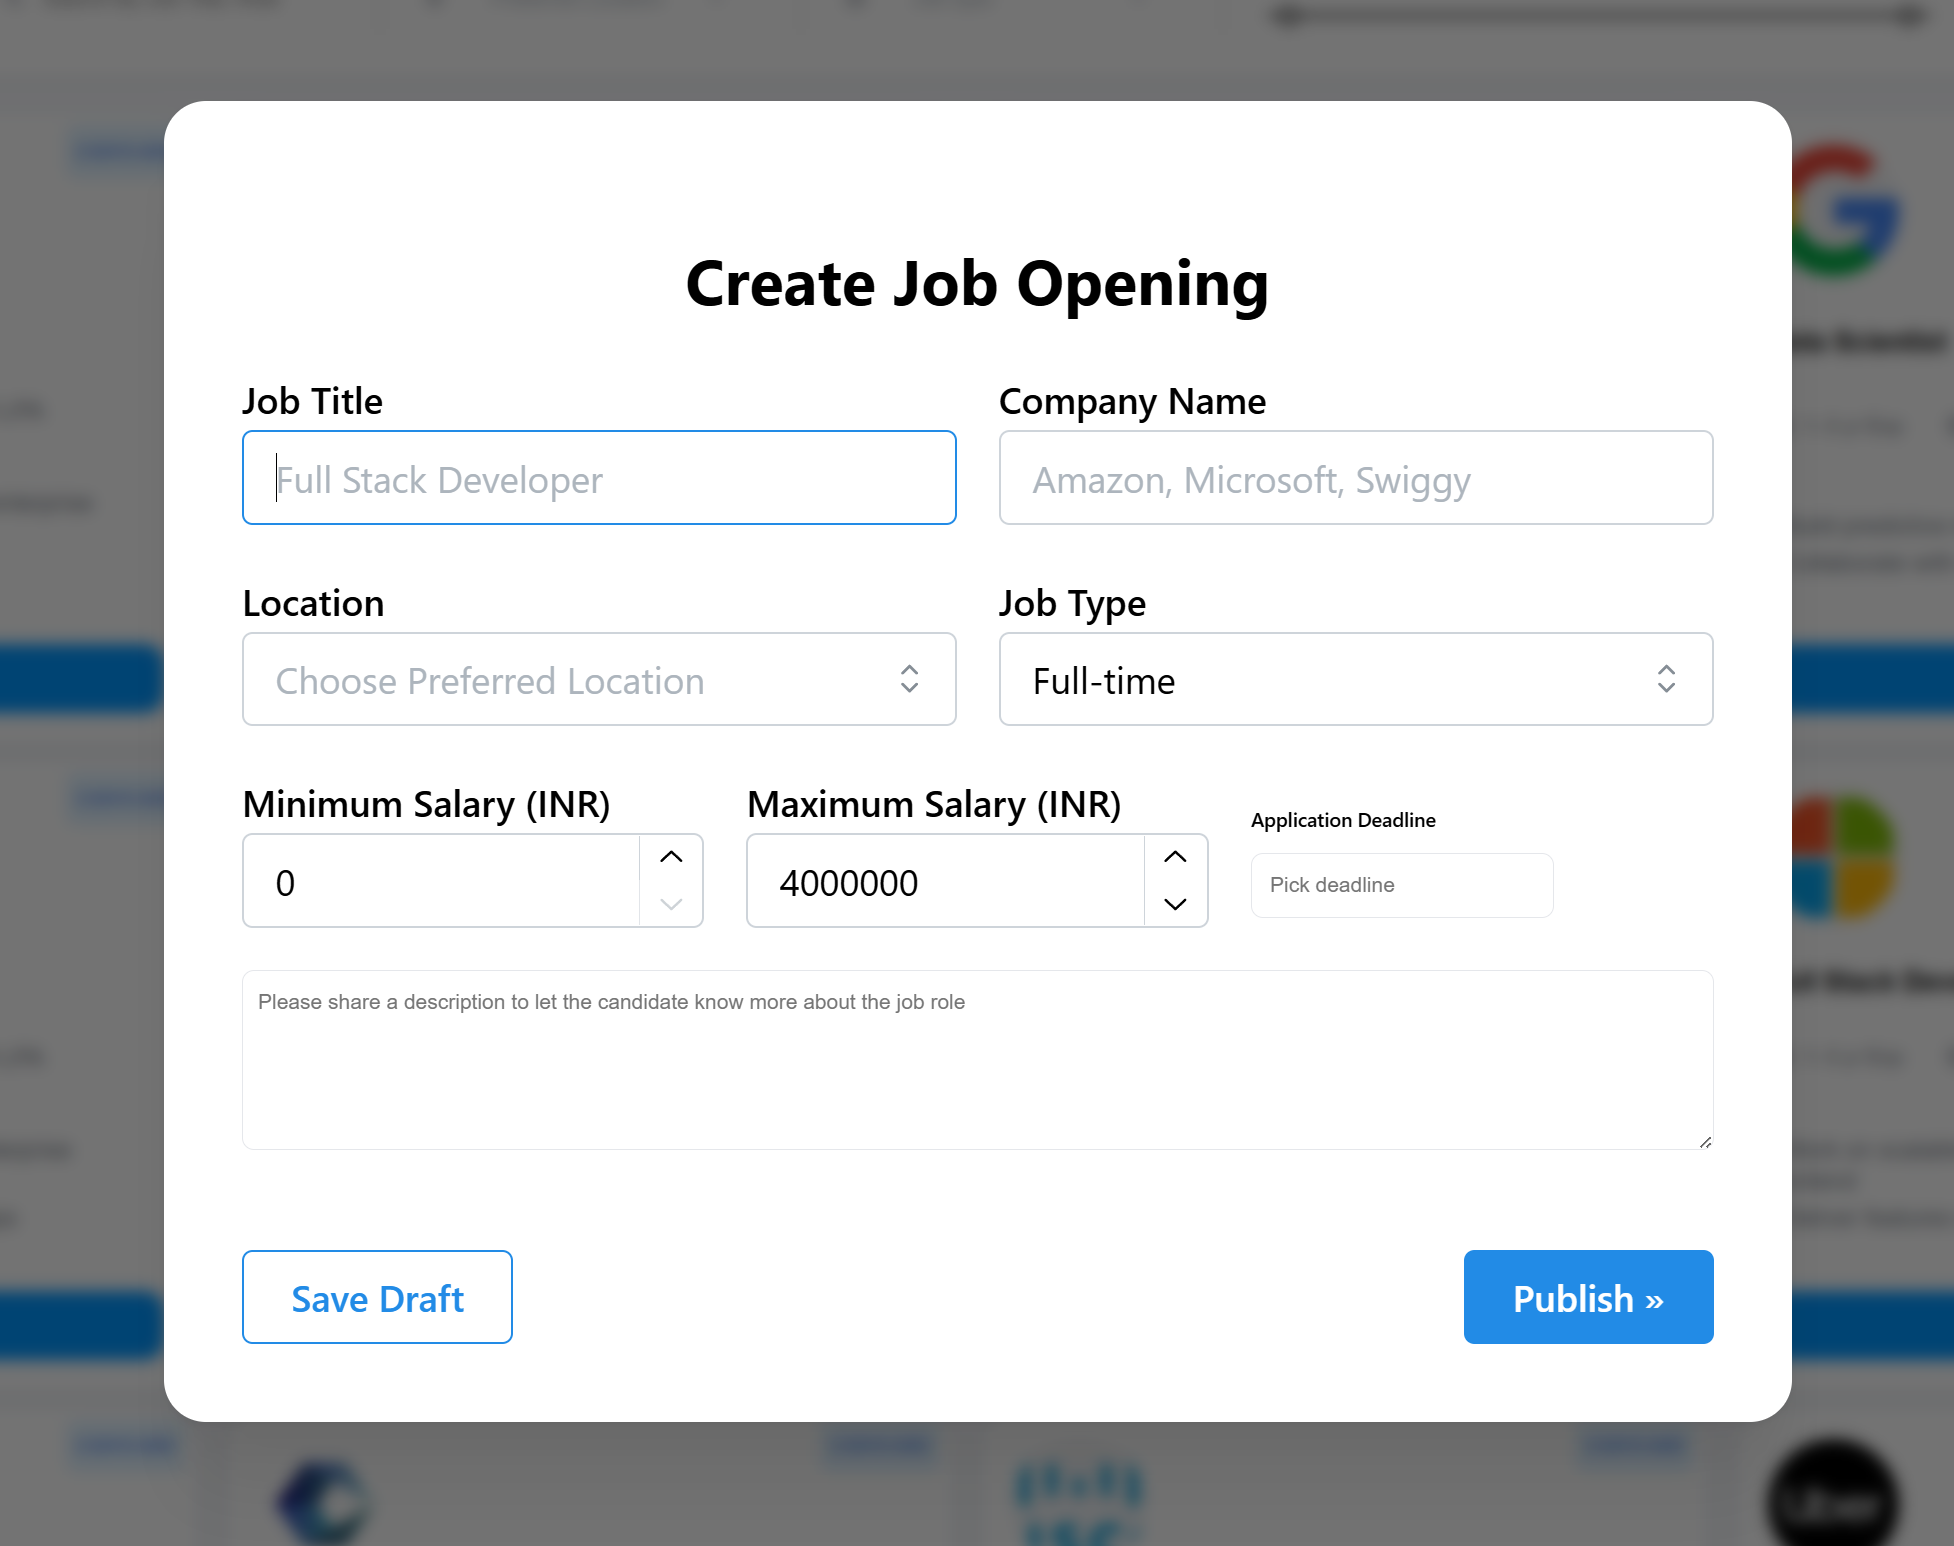 Create Job Opening
Job Title
Company Name
Full Stack Developer
Amazon, Microsoft, Swiggy
Location
Job Type
Choose Preferred Location
Full-time
Minimum Salary (INR)
Maximum Salary (INR)
Application Deadline
0
4000000
Pick deadline
Please share a description to let the candidate know more about the job role
Save Draft
Publish »
Uber